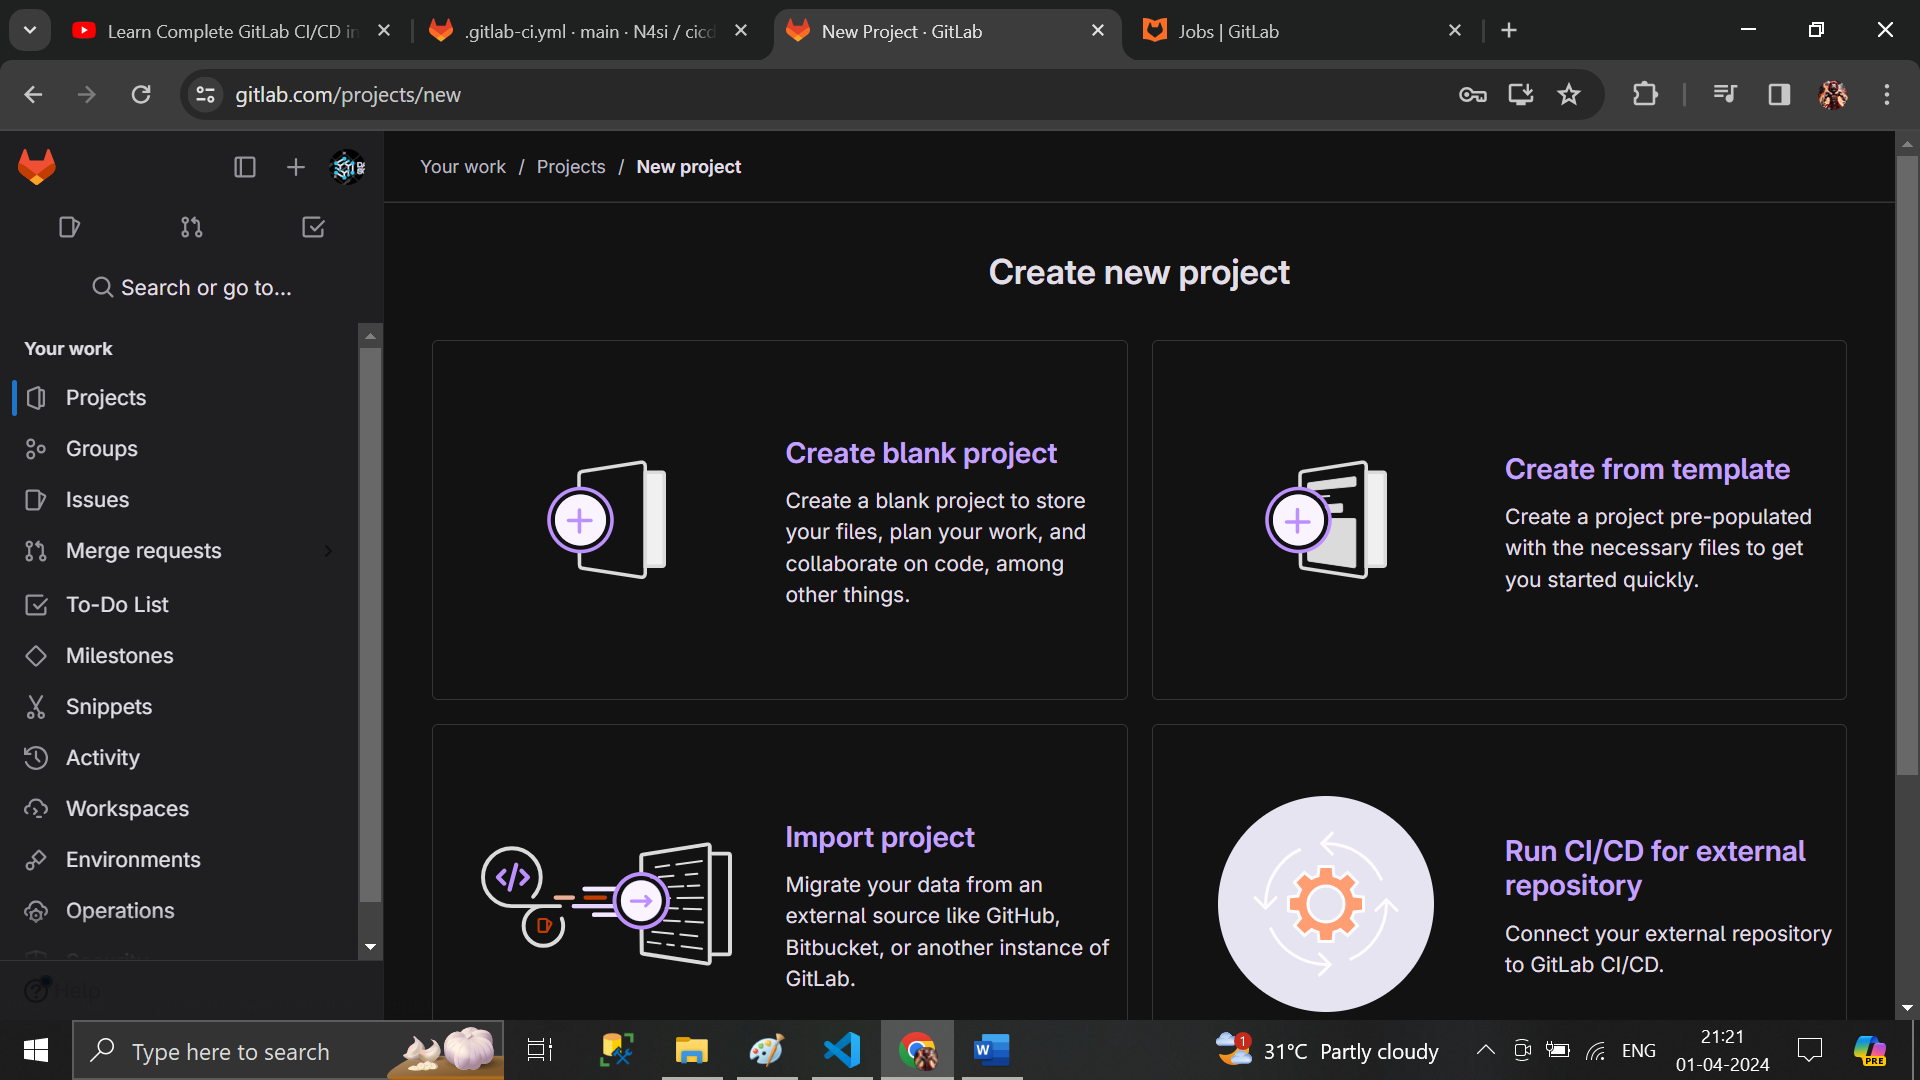 Learn Complete GitLab CI/CD in
.gitlab-ci.yml · main · N4si / cicd
New Project · GitLab
Jobs | GitLab
gitlab.com/projects/new
Your work / Projects / New project
Search or go to...
Your work
Projects
Groups
Issues
Merge requests
To-Do List
Milestones
Snippets
Activity
Workspaces
Environments
Operations
Security
Help
Create new project
Create blank project
Create a blank project to store
your files, plan your work, and
collaborate on code, among
other things.
Create from template
Create a project pre-populated
with the necessary files to get
you started quickly.
Import project
Migrate your data from an
external source like GitHub,
Bitbucket, or another instance of
GitLab.
Run CI/CD for external
repository
Connect your external repository
to GitLab CI/CD.
Type here to search
1
31°C Partly cloudy
ENG
21:21
01-04-2024
PRE